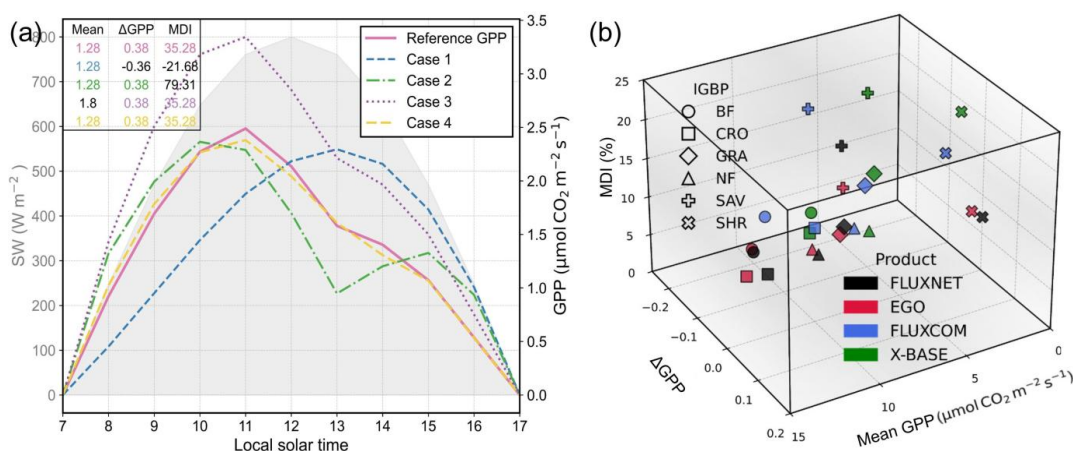 (a)
Mean ΔGPP MDI
1.28 0.38 35.28
1.28 -0.36 -21.68
1.28 0.38 79.31
1.8 0.38 35.28
1.28 0.38 35.28
Reference GPP
Case 1
Case 2
Case 3
Case 4
SW (W m⁻²)
800
700
600
500
400
300
200
100
0
3.5
3.0
2.5
2.0
1.5
1.0
0.5
0.0
GPP (μmol CO₂ m⁻² s⁻¹)
7 8 9 10 11 12 13 14 15 16 17
Local solar time
(b)
IGBP
BF
CRO
GRA
NF
SAV
SHR
MDI (%)
25
20
15
10
5
0
Product
FLUXNET
EGO
FLUXCOM
X-BASE
−0.2
−0.1
0.0
0.1
0.2
ΔGPP
15
10
5
0
Mean GPP (μmol CO₂ m⁻² s⁻¹)